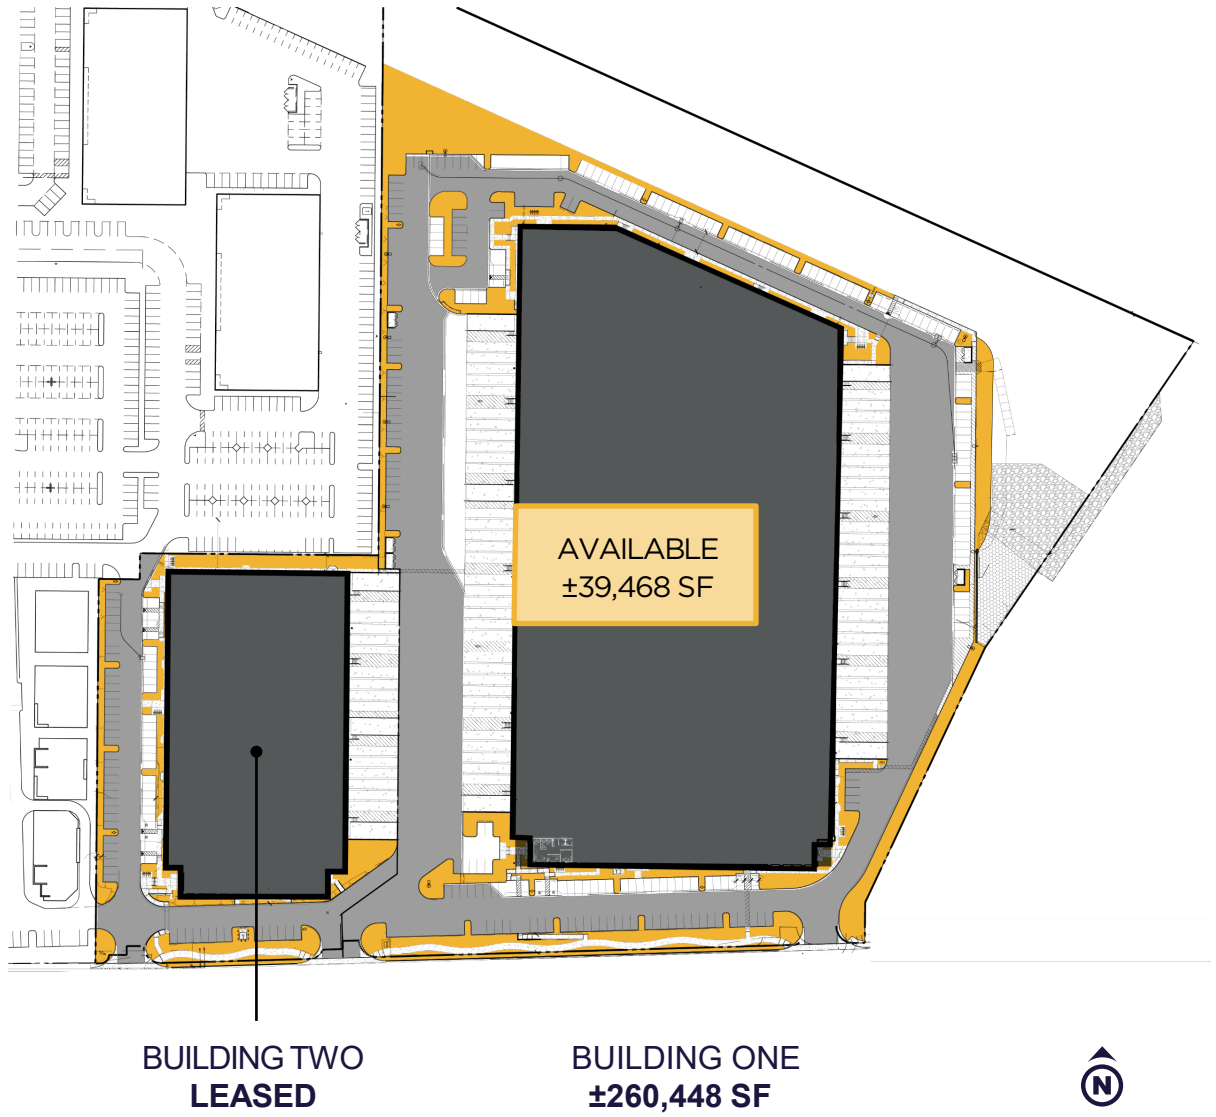 AVAILABLE
±39,468 SF
BUILDING TWO
LEASED
BUILDING ONE
±260,448 SF
N